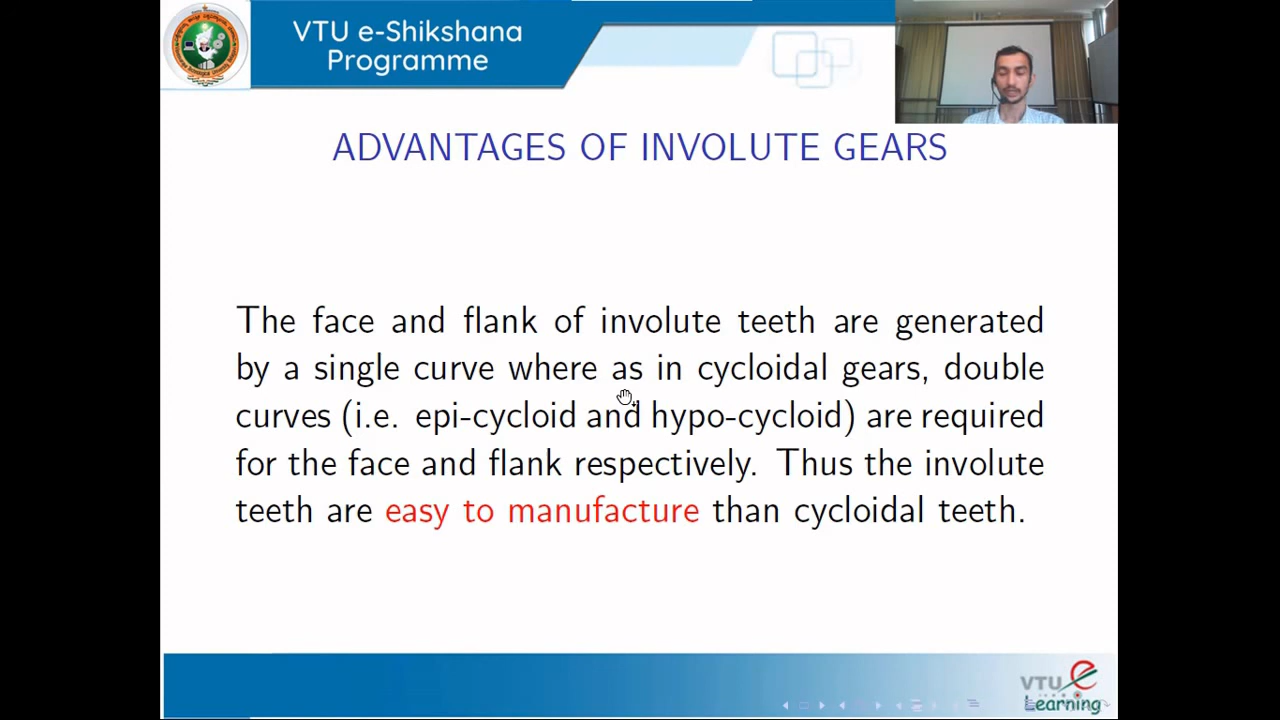 VTU e-Shikshana
Programme
ADVANTAGES OF INVOLUTE GEARS
The face and flank of involute teeth are generated
by a single curve where as in cycloidal gears, double
curves (i.e. epi-cycloid and hypo-cycloid) are required
for the face and flank respectively. Thus the involute
teeth are easy to manufacture than cycloidal teeth.
VTU e
Learning